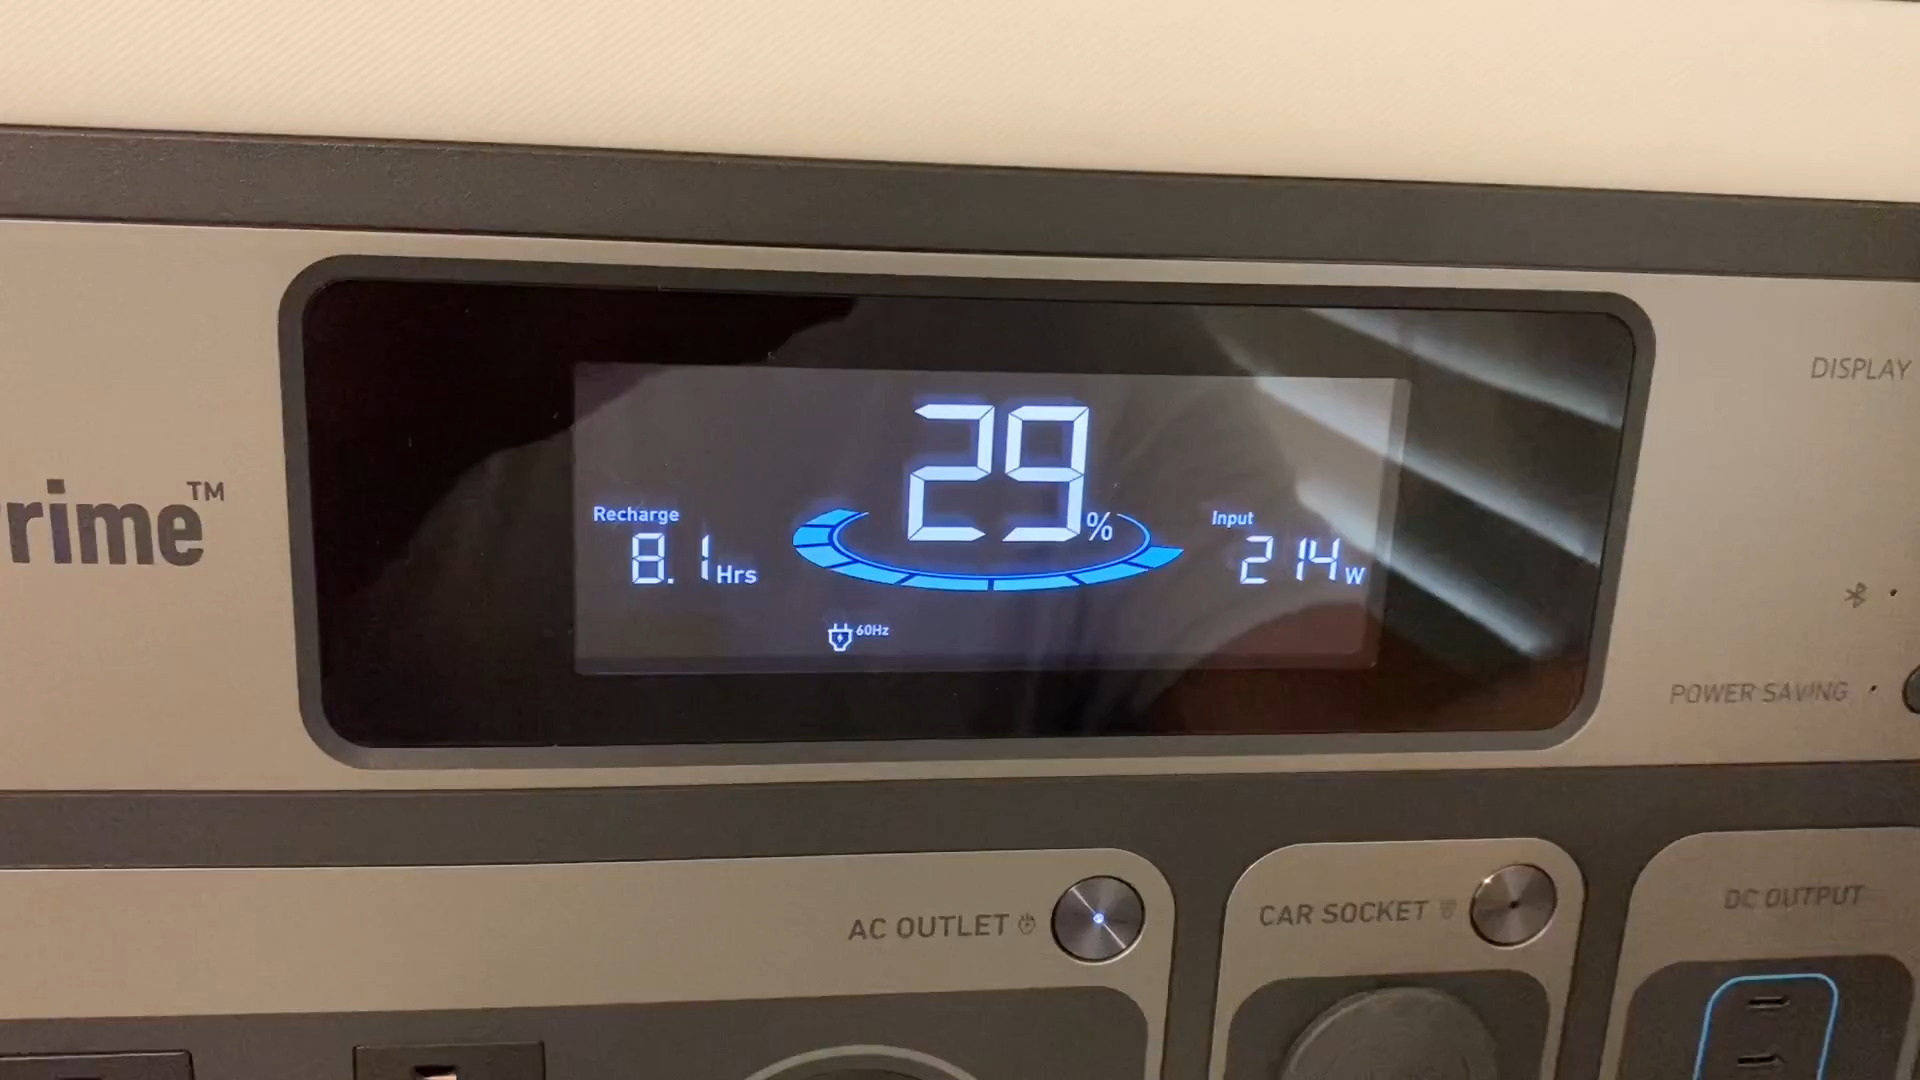 rime™
DISPLAY
29%
Recharge
8.1Hrs
Input
214W
60Hz
POWER SAVING
AC OUTLET
CAR SOCKET
DC OUTPUT